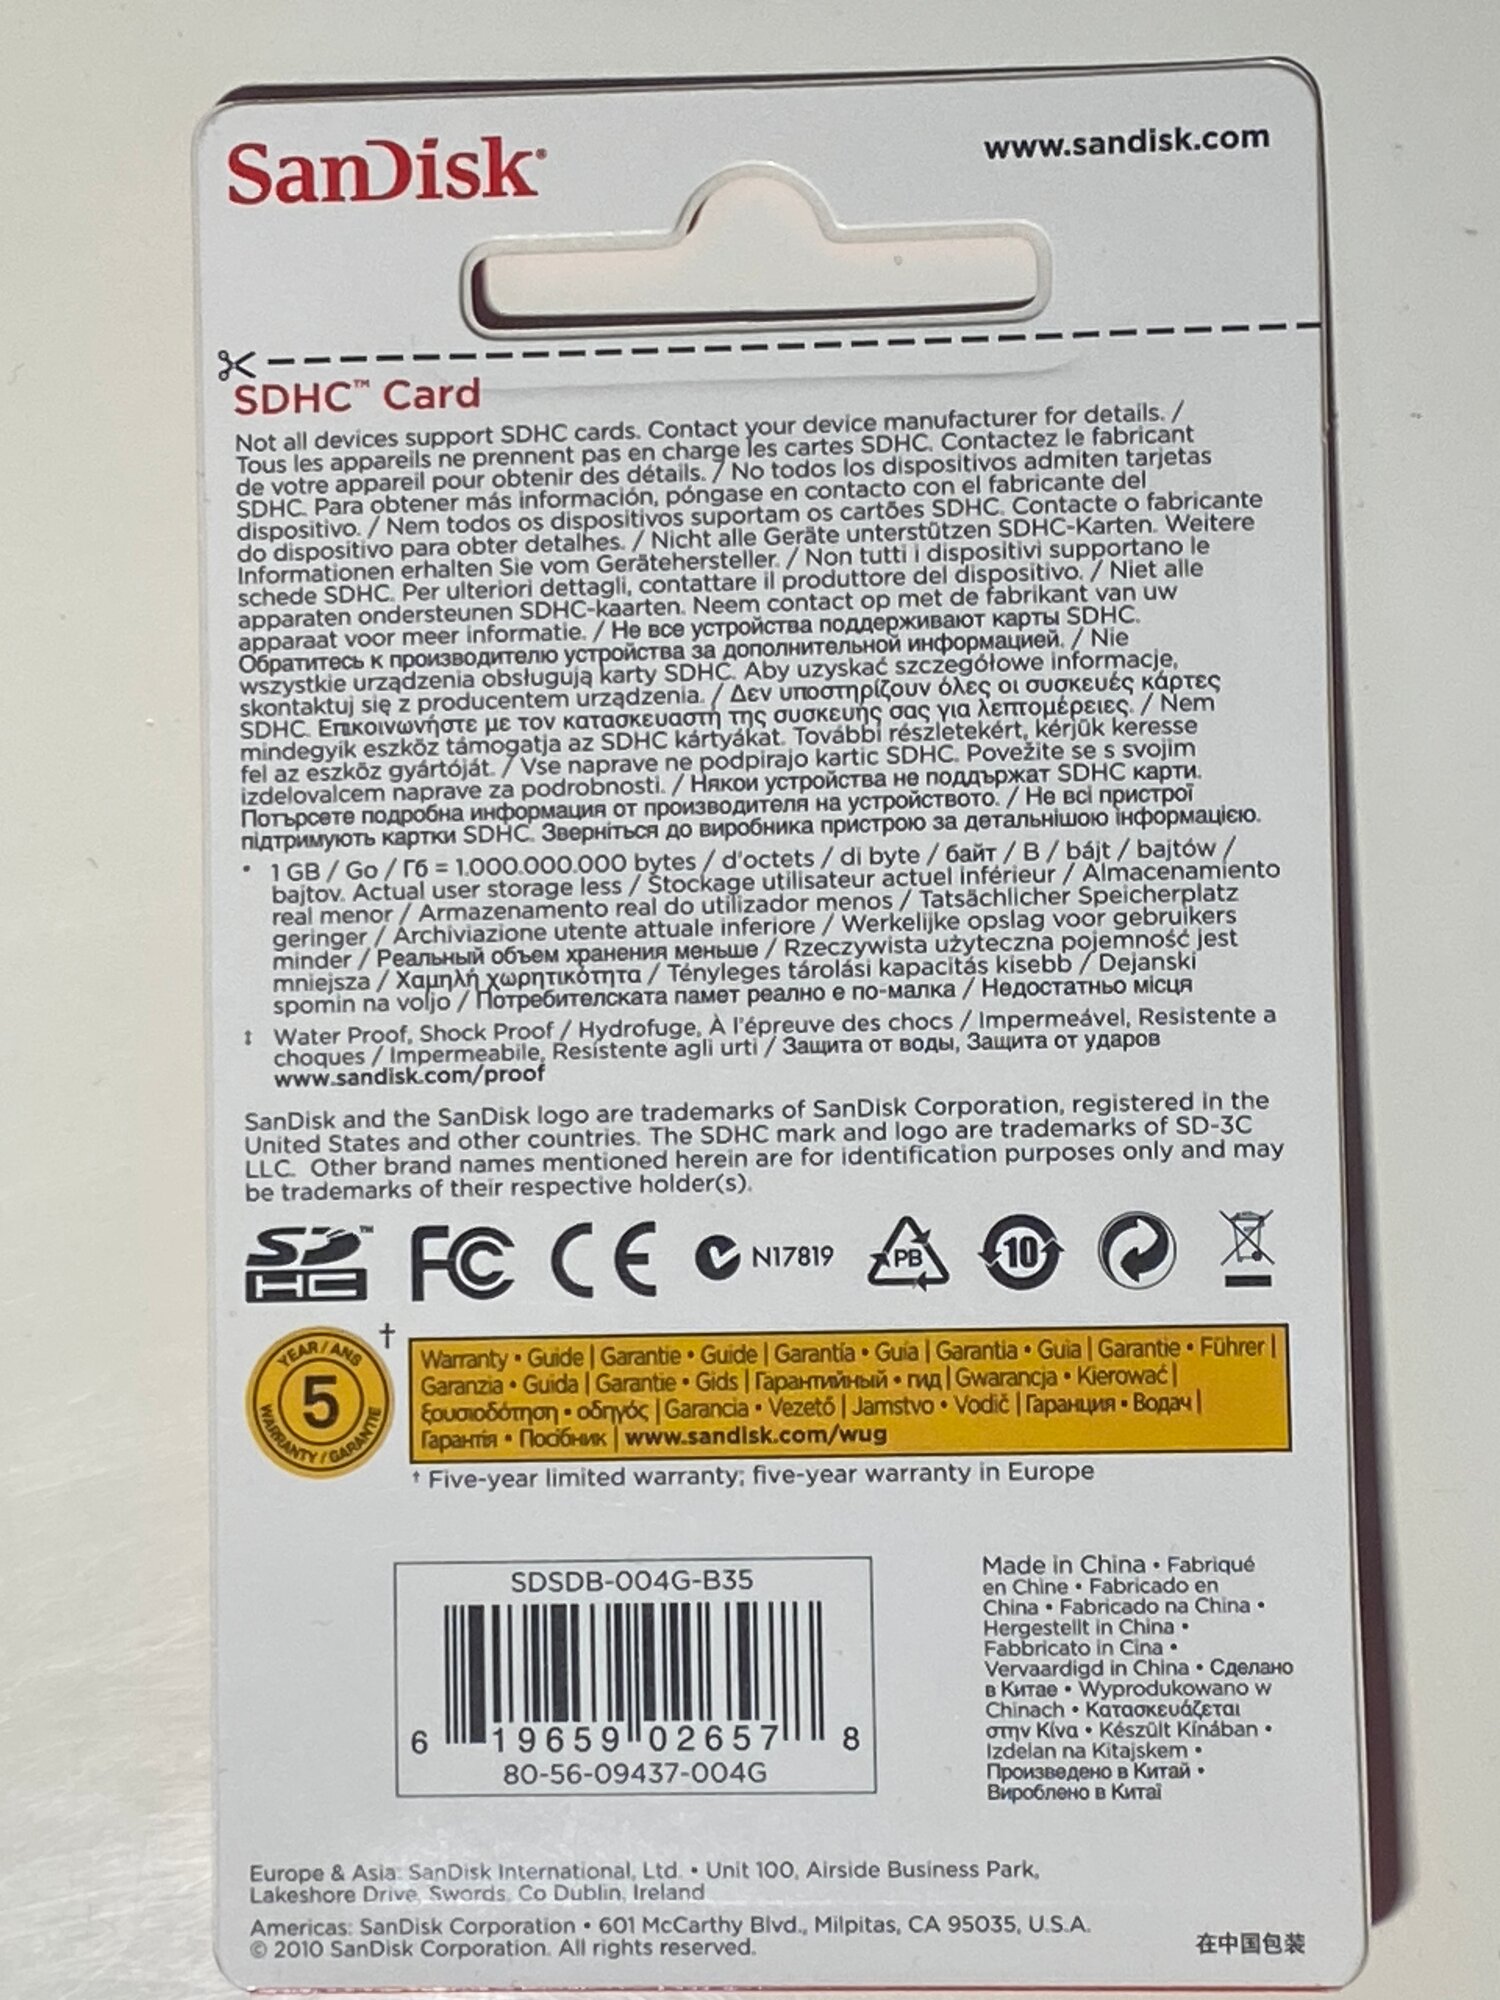 SanDisk®
www.sandisk.com
SDHC™ Card
Not all devices support SDHC cards. Contact your device manufacturer for details. /
Tous les appareils ne prennent pas en charge les cartes SDHC. Contactez le fabricant
de votre appareil pour obtenir des détails. / No todos los dispositivos admiten tarjetas
SDHC. Para obtener más información, póngase en contacto con el fabricante del
dispositivo. / Nem todos os dispositivos suportam os cartões SDHC. Contacte o fabricante
do dispositivo para obter detalhes. / Nicht alle Geräte unterstützen SDHC-Karten. Weitere
Informationen erhalten Sie vom Gerätehersteller. / Non tutti i dispositivi supportano le
schede SDHC. Per ulteriori dettagli, contattare il produttore del dispositivo. / Niet alle
apparaten ondersteunen SDHC-kaarten. Neem contact op met de fabrikant van uw
apparaat voor meer informatie. / Не все устройства поддерживают карты SDHC.
Обратитесь к производителю устройства за дополнительной информацией. / Nie
wszystkie urządzenia obsługują karty SDHC. Aby uzyskać szczegółowe informacje,
skontaktuj się z producentem urządzenia. / Δεν υποστηρίζουν όλες οι συσκευές κάρτες
SDHC. Επικοινωνήστε με τον κατασκευαστή της συσκευής σας για λεπτομέρειες. / Nem
mindegyik eszköz támogatja az SDHC kártyákat. További részletekért, kérjük keresse
fel az eszköz gyártóját. / Vse naprave ne podpirajo kartic SDHC. Povežite se s svojim
izdelovalcem naprave za podrobnosti. / Някои устройства не поддържат SDHC карти.
Потърсете подробна информация от производителя на устройството. / Не всі пристрої
підтримують картки SDHC. Зверніться до виробника пристрою за детальнішою інформацією.
* 1 GB / Go / Гб = 1.000.000.000 bytes / d'octets / di byte / байт / B / bájt / bajtów /
bajtov. Actual user storage less / Stockage utilisateur actuel inférieur / Almacenamiento
real menor / Armazenamento real do utilizador menos / Tatsächlicher Speicherplatz
geringer / Archiviazione utente attuale inferiore / Werkelijke opslag voor gebruikers
minder / Реальный объем хранения меньше / Rzeczywista użyteczna pojemność jest
mniejsza / Χαμηλή χωρητικότητα / Tényleges tárolási kapacitás kisebb / Dejanski
spomin na voljo / Потребителската памет реално е по-малка / Недостатньо місця
‡ Water Proof, Shock Proof / Hydrofuge, À l'épreuve des chocs / Impermeável, Resistente a
choques / Impermeabile, Resistente agli urti / Защита от воды, Защита от ударов
www.sandisk.com/proof
SanDisk and the SanDisk logo are trademarks of SanDisk Corporation, registered in the
United States and other countries. The SDHC mark and logo are trademarks of SD-3C
LLC. Other brand names mentioned herein are for identification purposes only and may
be trademarks of their respective holder(s).
SD HC™ FC CE N17819 PB 10
YEAR/ANS 5 WARRANTY/GARANTIE †
Warranty • Guide | Garantie • Guide | Garantía • Guía | Garantia • Guia | Garantie • Führer |
Garanzia • Guida | Garantie • Gids | Гарантийный • гид | Gwarancja • Kierować |
ξουσιοδότηση • οδηγός | Garancia • Vezető | Jamstvo • Vodič | Гаранция • Водач |
Гарантія • Посібник | www.sandisk.com/wug
† Five-year limited warranty; five-year warranty in Europe
SDSDB-004G-B35
6 19659 02657 8
80-56-09437-004G
Made in China • Fabriqué
en Chine • Fabricado en
China • Fabricado na China •
Hergestellt in China •
Fabbricato in Cina •
Vervaardigd in China • Сделано
в Китае • Wyprodukowano w
Chinach • Κατασκευάζεται
στην Κίνα • Készült Kínában •
Izdelan na Kitajskem •
Произведено в Китай •
Вироблено в Китаї
Europe & Asia: SanDisk International, Ltd. • Unit 100, Airside Business Park,
Lakeshore Drive, Swords, Co Dublin, Ireland
Americas: SanDisk Corporation • 601 McCarthy Blvd., Milpitas, CA 95035, U.S.A.
© 2010 SanDisk Corporation. All rights reserved.
在中国包装